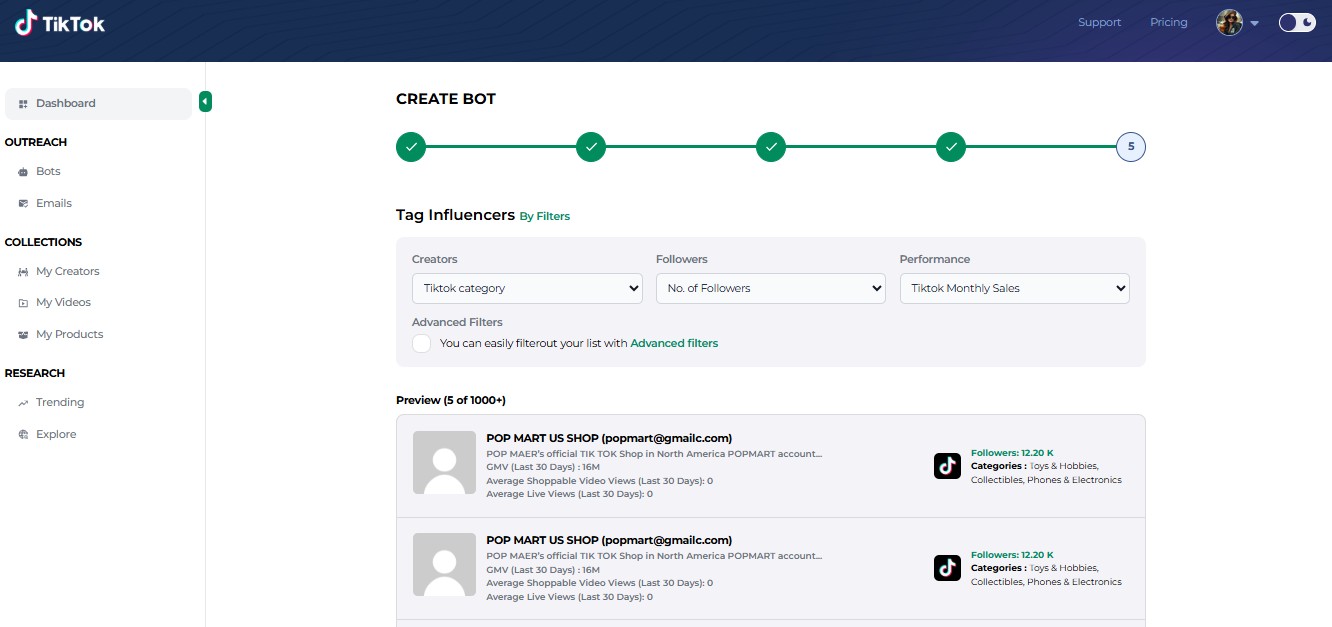 TikTok
Support
Pricing
Dashboard
OUTREACH
Bots
Emails
COLLECTIONS
My Creators
My Videos
My Products
RESEARCH
Trending
Explore
CREATE BOT
5
Tag Influencers By Filters
Creators
Followers
Performance
Tiktok category
No. of Followers
Tiktok Monthly Sales
Advanced Filters
You can easily filterout your list with Advanced filters
Preview (5 of 1000+)
POP MART US SHOP (popmart@gmailc.com)
POP MAER's official TIK TOK Shop in North America POPMART account...
GMV (Last 30 Days) : 16M
Average Shoppable Video Views (Last 30 Days): 0
Average Live Views (Last 30 Days): 0
Followers: 12.20 K
Categories : Toys & Hobbies,
Collectibles, Phones & Electronics
POP MART US SHOP (popmart@gmailc.com)
POP MAER's official TIK TOK Shop in North America POPMART account...
GMV (Last 30 Days) : 16M
Average Shoppable Video Views (Last 30 Days): 0
Average Live Views (Last 30 Days): 0
Followers: 12.20 K
Categories : Toys & Hobbies,
Collectibles, Phones & Electronics